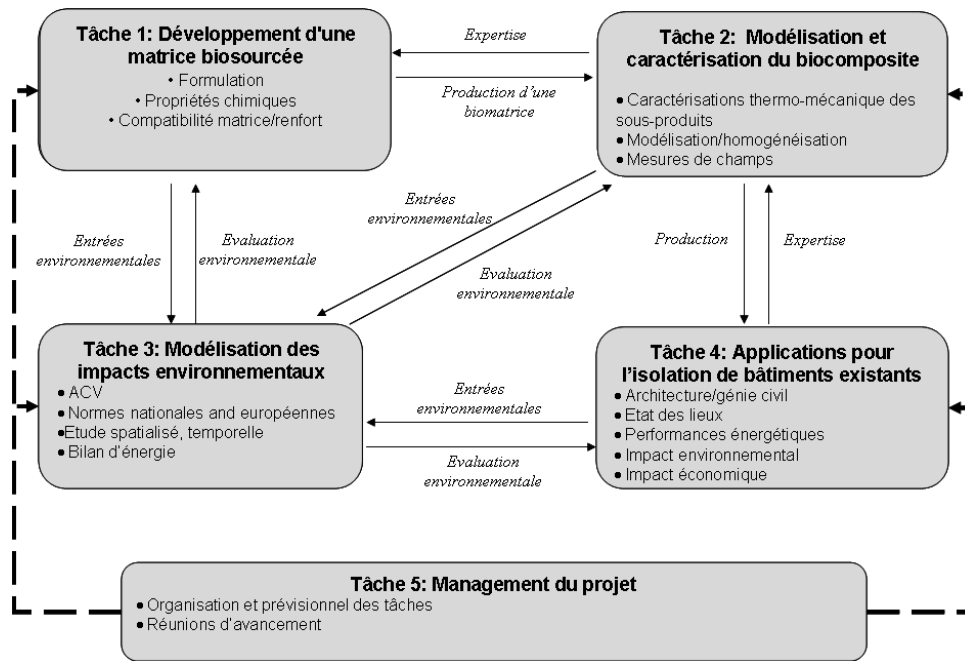 Tâche 1: Développement d'une
matrice biosourcée
• Formulation
• Propriétés chimiques
• Compatibilité matrice/renfort
Expertise
Production d'une
biomatrice
Tâche 2: Modélisation et
caractérisation du biocomposite
● Caractérisations thermo-mécanique des
sous-produits
● Modélisation/homogénéisation
● Mesures de champs
Entrées
environnementales
Evaluation
environnementale
Entrées
environnementales
Evaluation
environnementale
Production
Expertise
Tâche 3: Modélisation des
impacts environnementaux
● ACV
● Normes nationales and européennes
● Etude spatialisé, temporelle
● Bilan d'énergie
Entrées
environnementales
Evaluation
environnementale
Tâche 4: Applications pour
l'isolation de bâtiments existants
● Architecture/génie civil
● Etat des lieux
● Performances énergétiques
● Impact environnemental
● Impact économique
Tâche 5: Management du projet
● Organisation et prévisionnel des tâches
● Réunions d'avancement